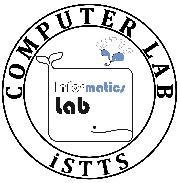 COMPUTER LAB
Informatics
Lab
iSTTS